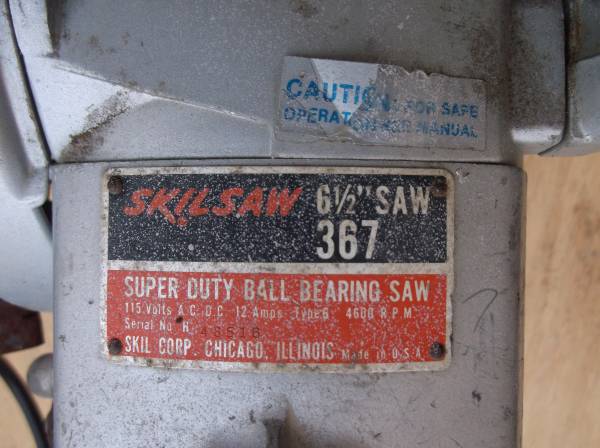 CAUTION: FOR SAFE
OPERATION SEE MANUAL
SKILSAW 6½" SAW
367
SUPER DUTY BALL BEARING SAW
115 Volts A.C. D.C. 12 Amps Type 6 4600 R.P.M.
Serial No. H
SKIL CORP. CHICAGO, ILLINOIS Made in U.S.A.